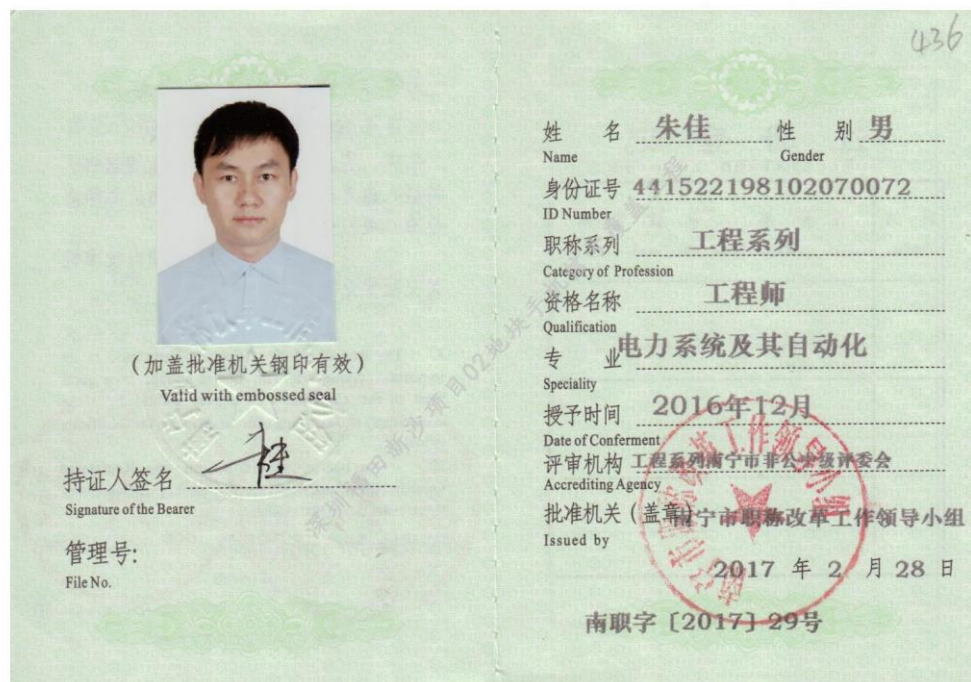 436
(加盖批准机关钢印有效)
Valid with embossed seal
持证人签名
Signature of the Bearer
管理号:
File No.
姓 名 朱佳 性 别 男
Name Gender
身份证号 441522198102070072
ID Number
职称系列 工程系列
Category of Profession
资格名称 工程师
Qualification
专 业 电力系统及其自动化
Speciality
授予时间 2016年12月
Date of Conferment
评审机构 工程系列南宁市非公中级评委会
Accrediting Agency
批准机关(盖章) 南宁市职称改革工作领导小组
Issued by
2017 年 2 月 28 日
南职字〔2017〕29号